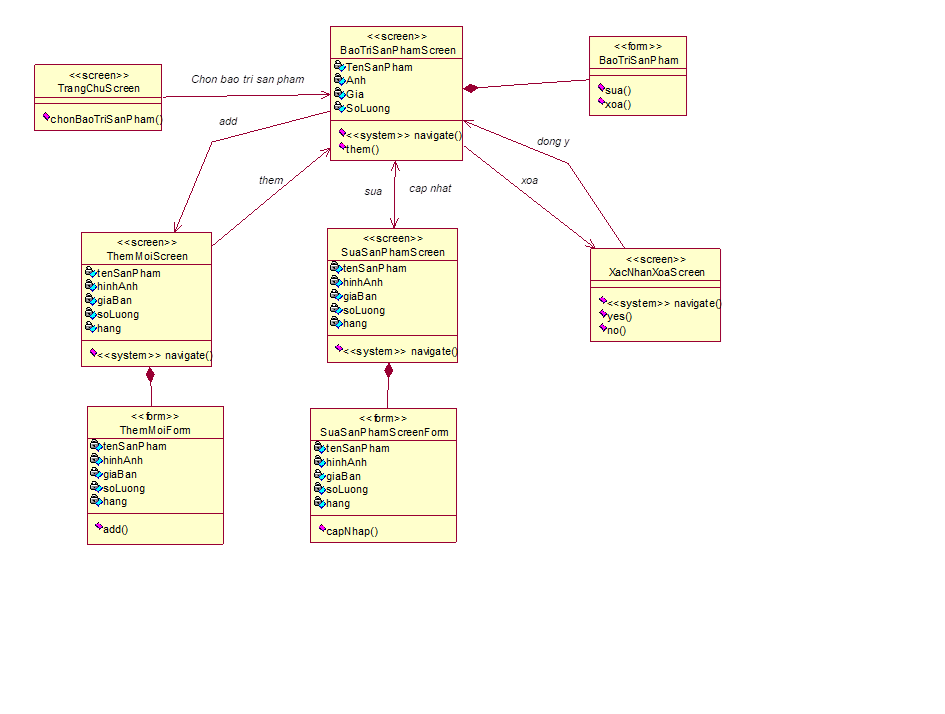 <<screen>>
BaoTriSanPhamScreen
TenSanPham
Anh
Gia
SoLuong
<<system>> navigate()
them()
<<form>>
BaoTriSanPham
sua()
xoa()
<<screen>>
TrangChuScreen
chonBaoTriSanPham()
Chon bao tri san pham
add
them
sua
cap nhat
dong y
xoa
<<screen>>
ThemMoiScreen
tenSanPham
hinhAnh
giaBan
soLuong
hang
<<system>> navigate()
<<screen>>
SuaSanPhamScreen
tenSanPham
hinhAnh
giaBan
soLuong
hang
<<system>> navigate()
<<screen>>
XacNhanXoaScreen
<<system>> navigate()
yes()
no()
<<form>>
ThemMoiForm
tenSanPham
hinhAnh
giaBan
soLuong
hang
add()
<<form>>
SuaSanPhamScreenForm
tenSanPham
hinhAnh
giaBan
soLuong
hang
capNhap()